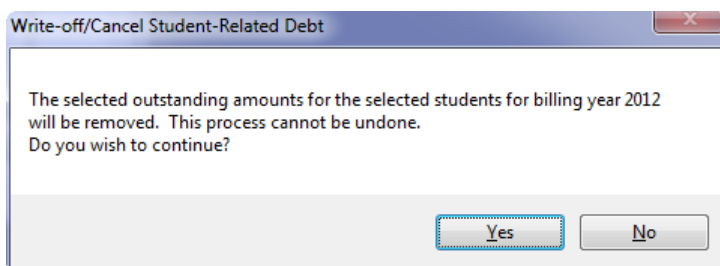 Write-off/Cancel Student-Related Debt
The selected outstanding amounts for the selected students for billing year 2012
will be removed.  This process cannot be undone.
Do you wish to continue?
Yes
No